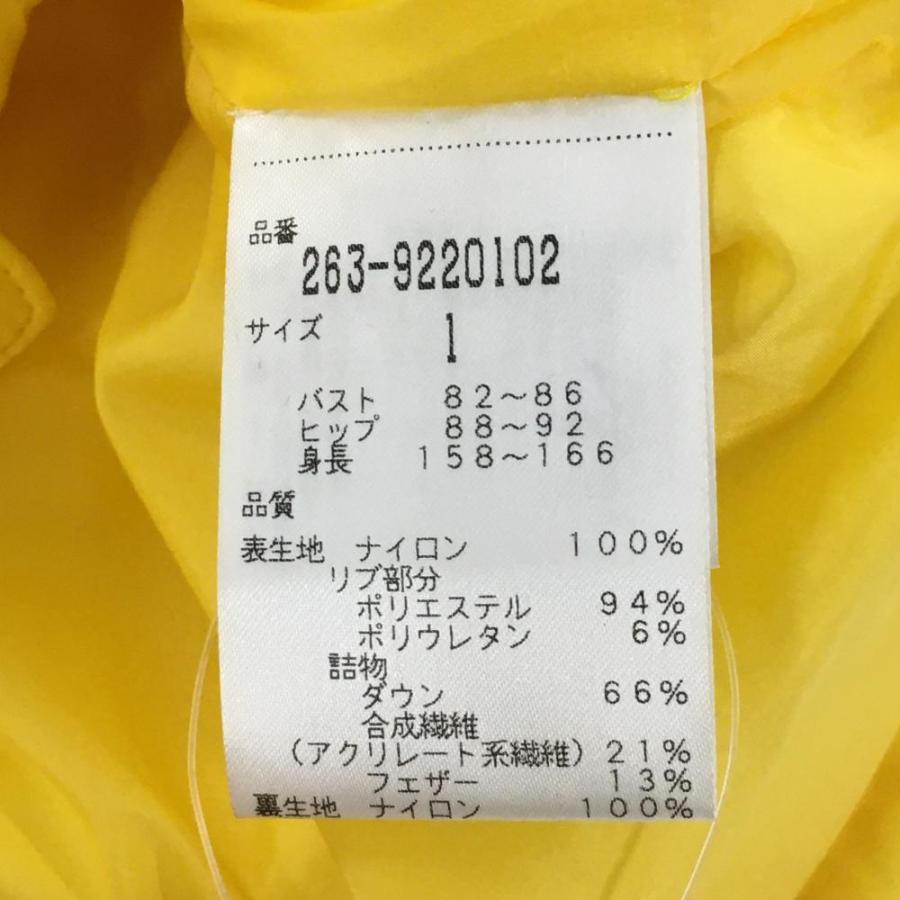 品番
263-9220102
サイズ 1
バスト 82～86
ヒップ 88～92
身長 158～166
品質
表生地 ナイロン 100%
リブ部分
ポリエステル 94%
ポリウレタン 6%
詰物
ダウン 66%
合成繊維
(アクリレート系繊維) 21%
フェザー 13%
裏生地 ナイロン 100%